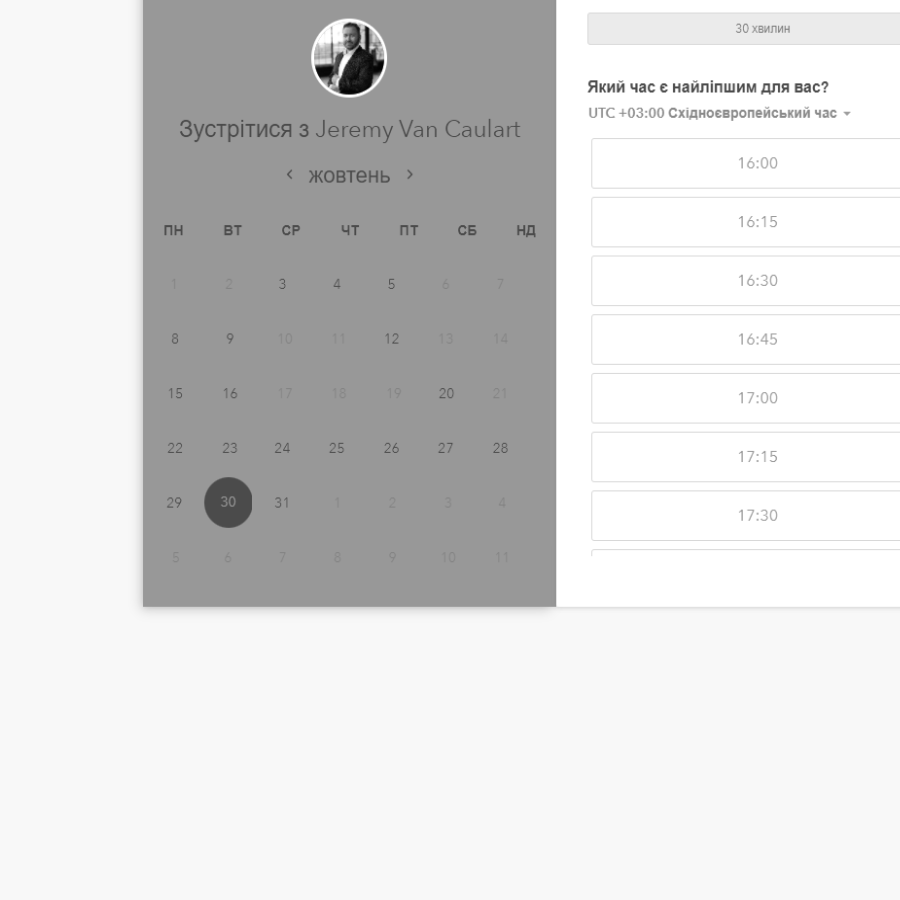 Зустрітися з Jeremy Van Caulart
‹ жовтень ›
ПН ВТ СР ЧТ ПТ СБ НД
1 2 3 4 5 6 7
8 9 10 11 12 13 14
15 16 17 18 19 20 21
22 23 24 25 26 27 28
29 30 31 1 2 3 4
5 6 7 8 9 10 11
30 хвилин
Який час є найліпшим для вас?
UTC +03:00 Східноєвропейський час
16:00
16:15
16:30
16:45
17:00
17:15
17:30